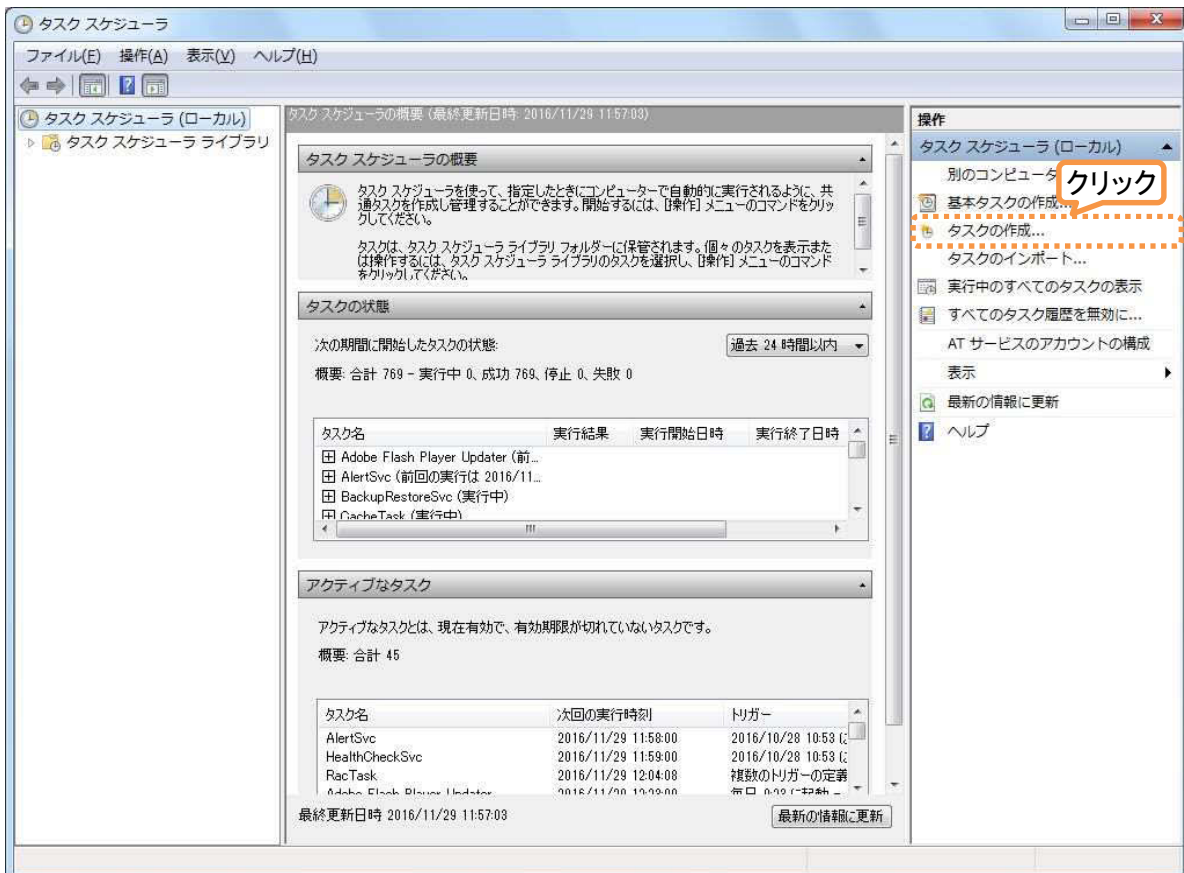 タスク スケジューラ
ファイル(F) 操作(A) 表示(V) ヘルプ(H)
タスク スケジューラ (ローカル)
タスク スケジューラ ライブラリ
タスク スケジューラの概要 (最終更新日時: 2016/11/29 11:57:03)
タスク スケジューラの概要
タスク スケジューラを使って、指定したときにコンピューターで自動的に実行されるように、共
通タスクを作成し管理することができます。開始するには、[操作] メニューのコマンドをクリッ
クしてください。
タスクは、タスク スケジューラ ライブラリ フォルダーに保管されます。個々のタスクを表示また
は操作するには、タスク スケジューラ ライブラリのタスクを選択し、[操作] メニューのコマンド
をクリックしてください。
タスクの状態
次の期間に開始したタスクの状態:
過去 24 時間以内
概要: 合計 769 - 実行中 0、成功 769、停止 0、失敗 0
タスク名 実行結果 実行開始日時 実行終了日時
Adobe Flash Player Updater (前...
AlertSvc (前回の実行は 2016/11...
BackupRestoreSvc (実行中)
CacheTask (実行中)
アクティブなタスク
アクティブなタスクとは、現在有効で、有効期限が切れていないタスクです。
概要: 合計 45
タスク名 次回の実行時刻 トリガー
AlertSvc 2016/11/29 11:58:00 2016/10/28 10:53 (こ
HealthCheckSvc 2016/11/29 11:59:00 2016/10/28 10:53 (こ
RacTask 2016/11/29 12:04:08 複数のトリガーの定義
Adobe Flash Player Updater 2016/11/29 12:28:00 毎日 0:28 に起動 -
最終更新日時 2016/11/29 11:57:03
最新の情報に更新
操作
タスク スケジューラ (ローカル)
別のコンピュータ
クリック
基本タスクの作成...
タスクの作成...
タスクのインポート...
実行中のすべてのタスクの表示
すべてのタスク履歴を無効に...
AT サービスのアカウントの構成
表示
最新の情報に更新
ヘルプ